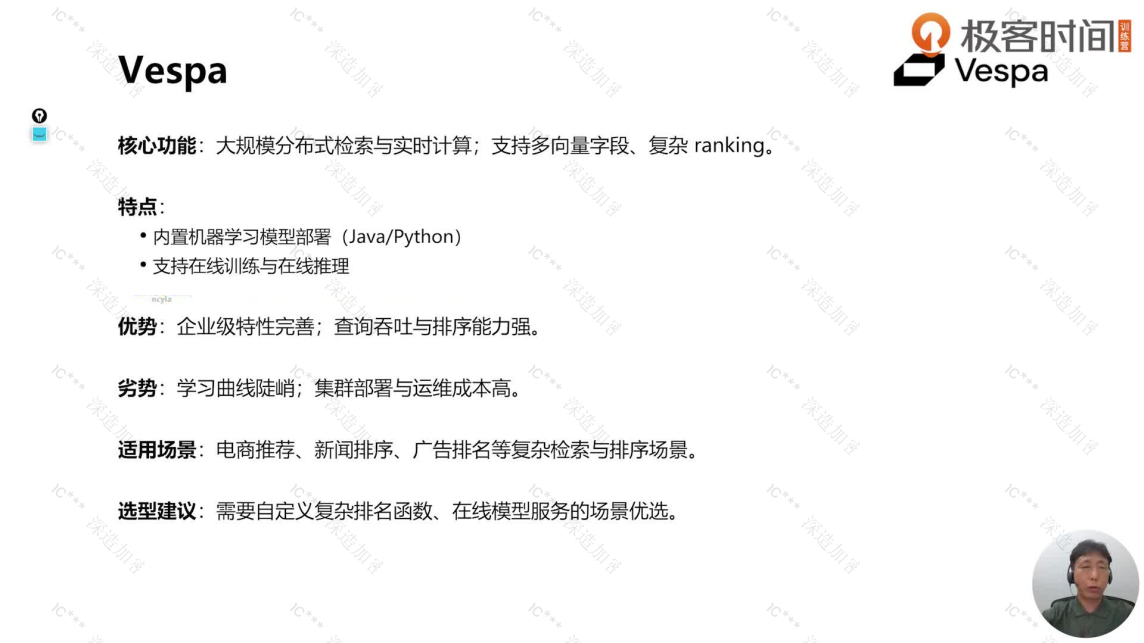 Vespa
极客时间 训练营
Vespa
核心功能：大规模分布式检索与实时计算；支持多向量字段、复杂 ranking。
特点：
• 内置机器学习模型部署（Java/Python）
• 支持在线训练与在线推理
ncyla
优势：企业级特性完善；查询吞吐与排序能力强。
劣势：学习曲线陡峭；集群部署与运维成本高。
适用场景：电商推荐、新闻排序、广告排名等复杂检索与排序场景。
选型建议：需要自定义复杂排名函数、在线模型服务的场景优选。